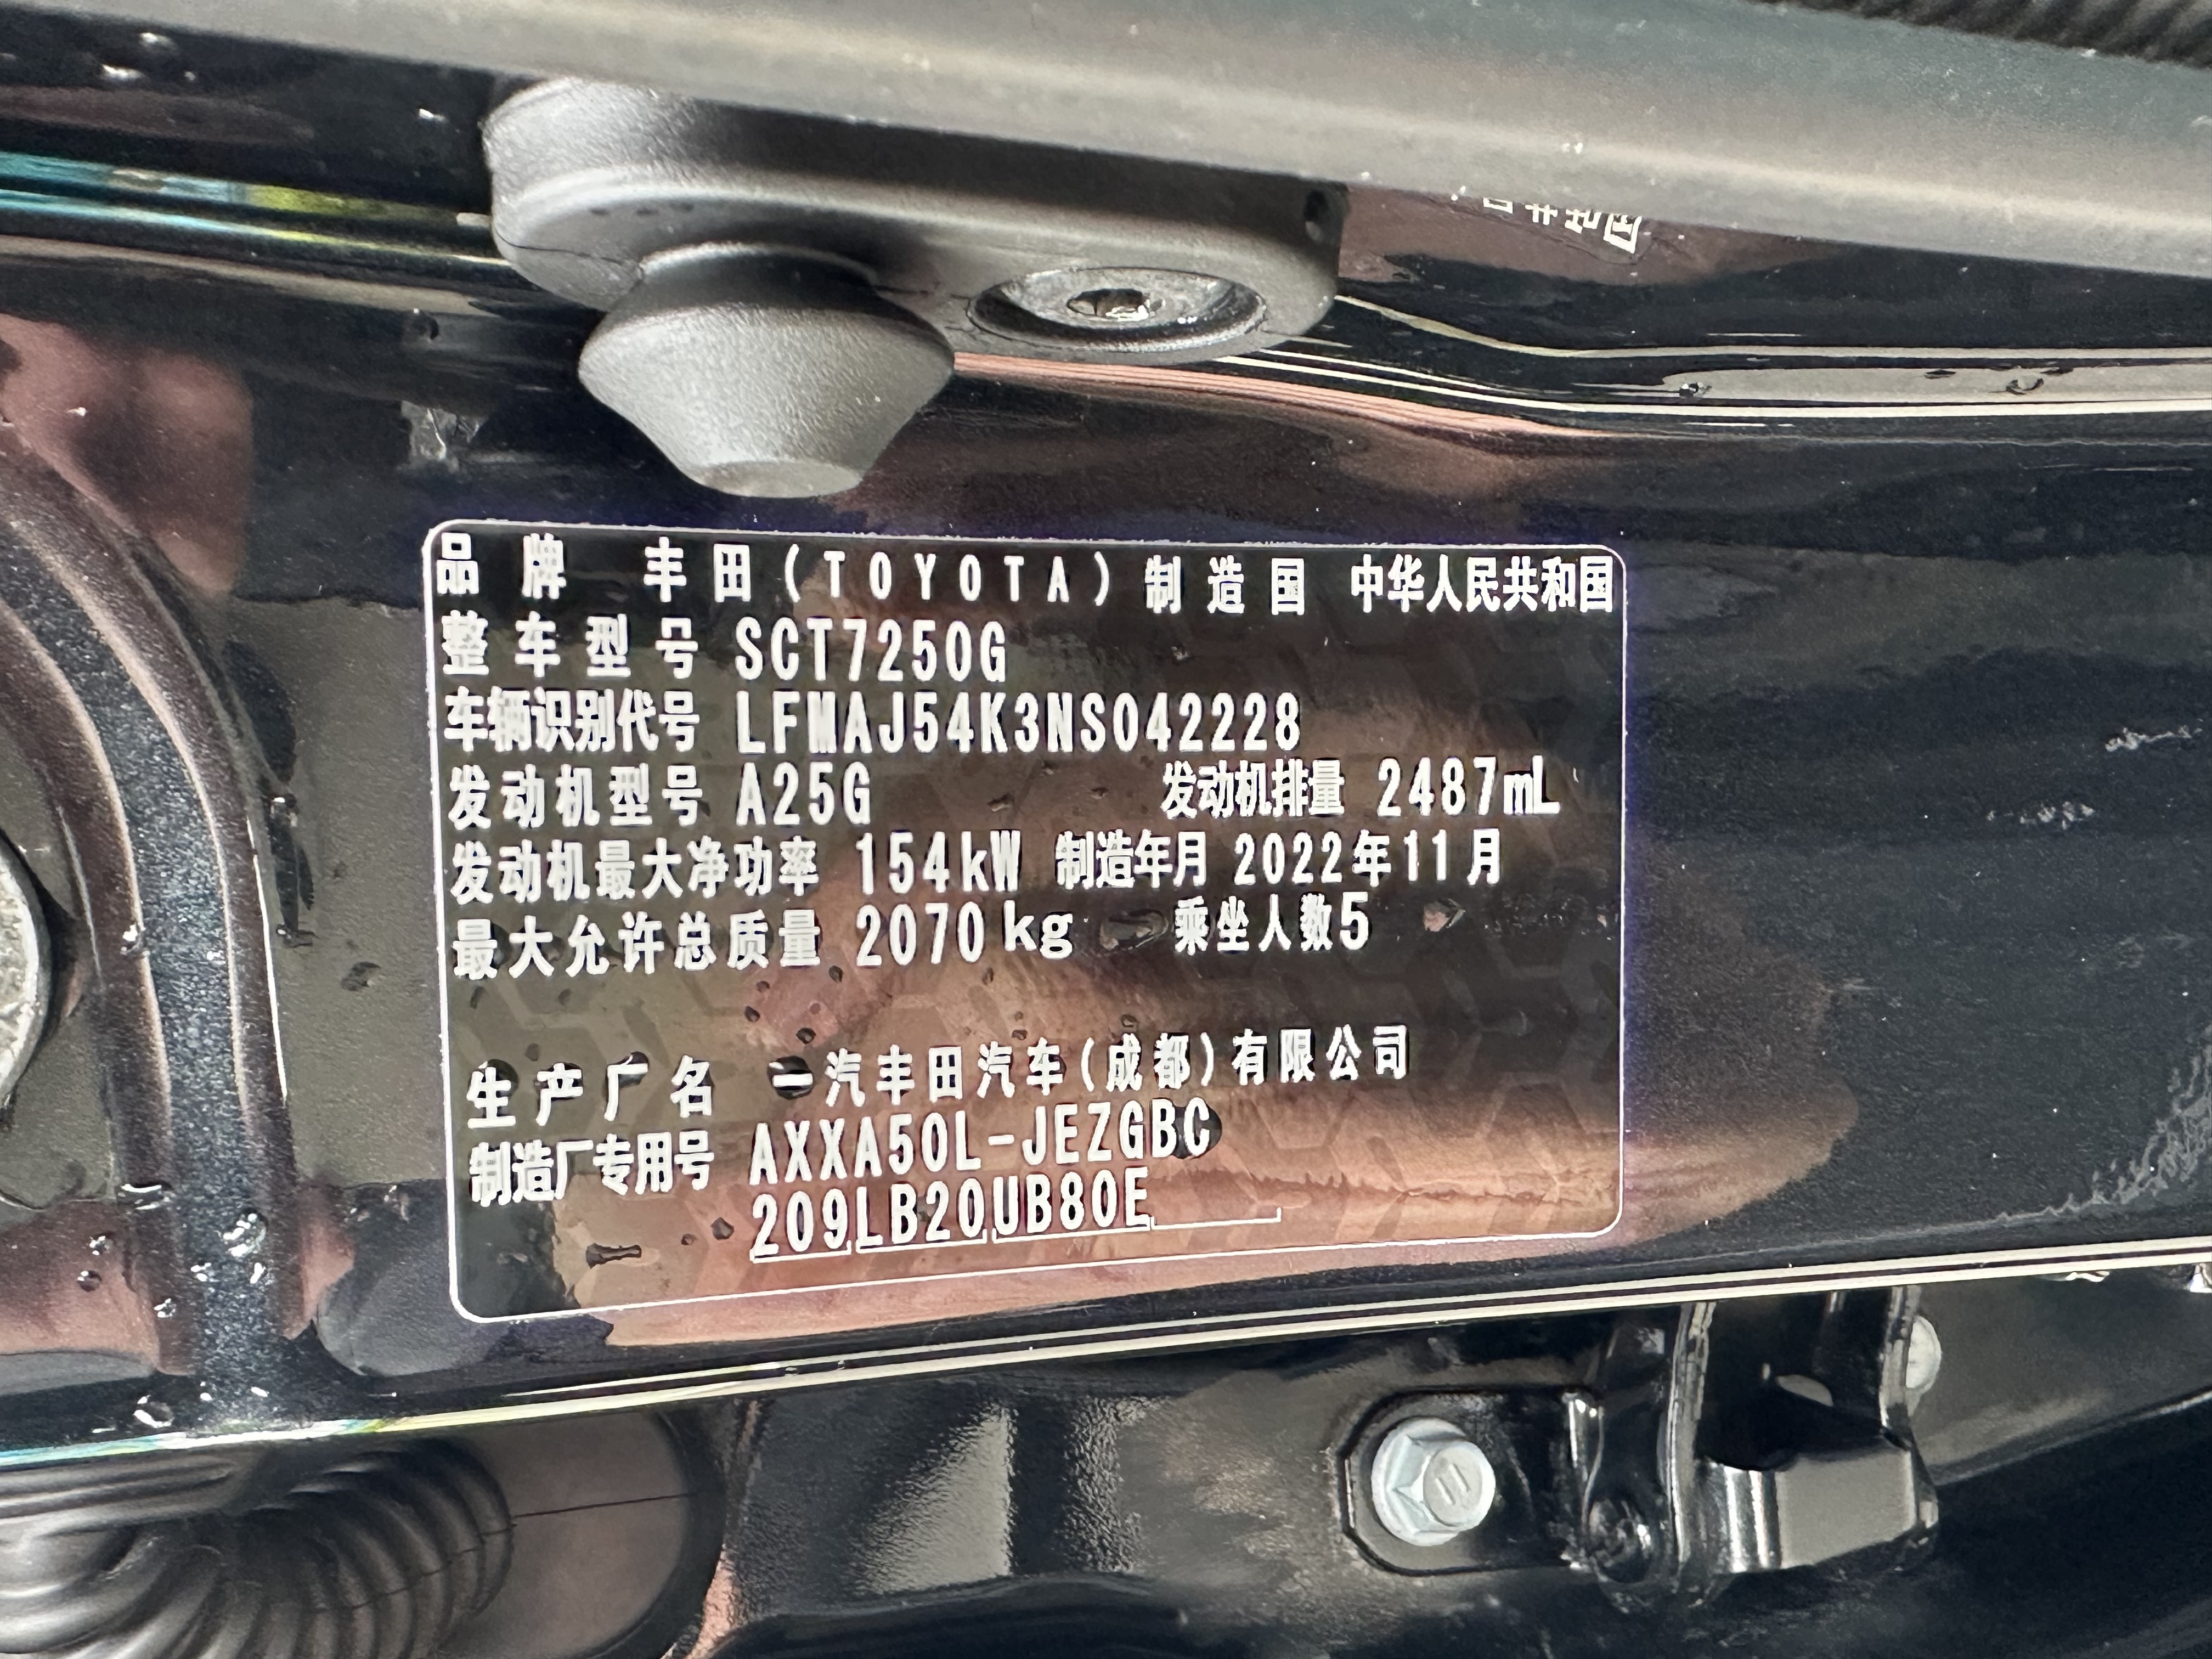 品牌 丰田(TOYOTA) 制造国 中华人民共和国
整车型号 SCT7250G
车辆识别代号 LFMAJ54K3NS042228
发动机型号 A25G 发动机排量 2487mL
发动机最大净功率 154kW 制造年月 2022年11月
最大允许总质量 2070kg 乘坐人数5
生产厂名 一汽丰田汽车(成都)有限公司
制造厂专用号 AXXA50L-JEZGBC
209LB20UB80E